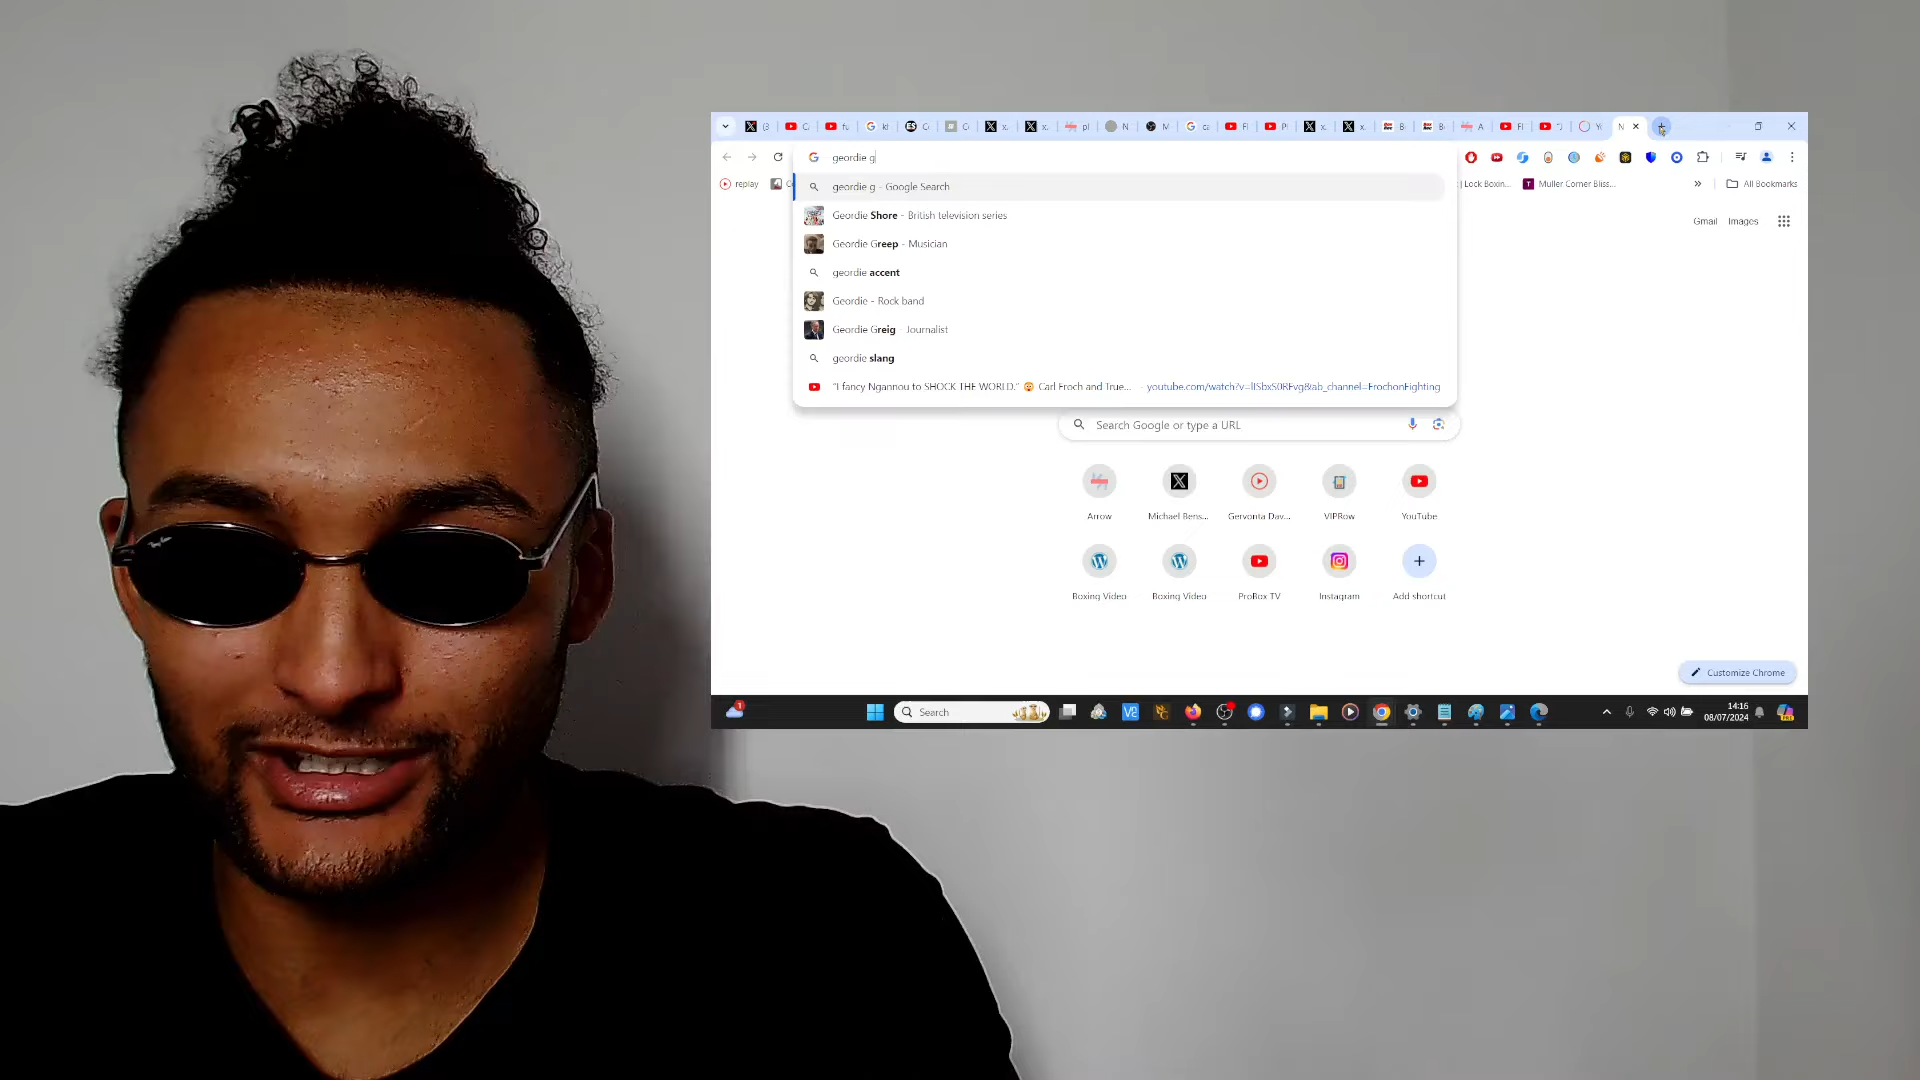 geordie g
replay
Lock Boxin...
Muller Corner Bliss...
All Bookmarks
geordie g - Google Search
Geordie Shore - British television series
Gmail Images
Geordie Greep - Musician
geordie accent
Geordie - Rock band
Geordie Greig - Journalist
geordie slang
"I fancy Ngannou to SHOCK THE WORLD." 😲 Carl Froch and True... - youtube.com/watch?v=
Search Google or type a URL
Arrow
Michael Bens...
Gervonta Dav...
VIPRow
YouTube
Boxing Video
Boxing Video
ProBox TV
Instagram
Add shortcut
Customize Chrome
Search
14:16
08/07/2024